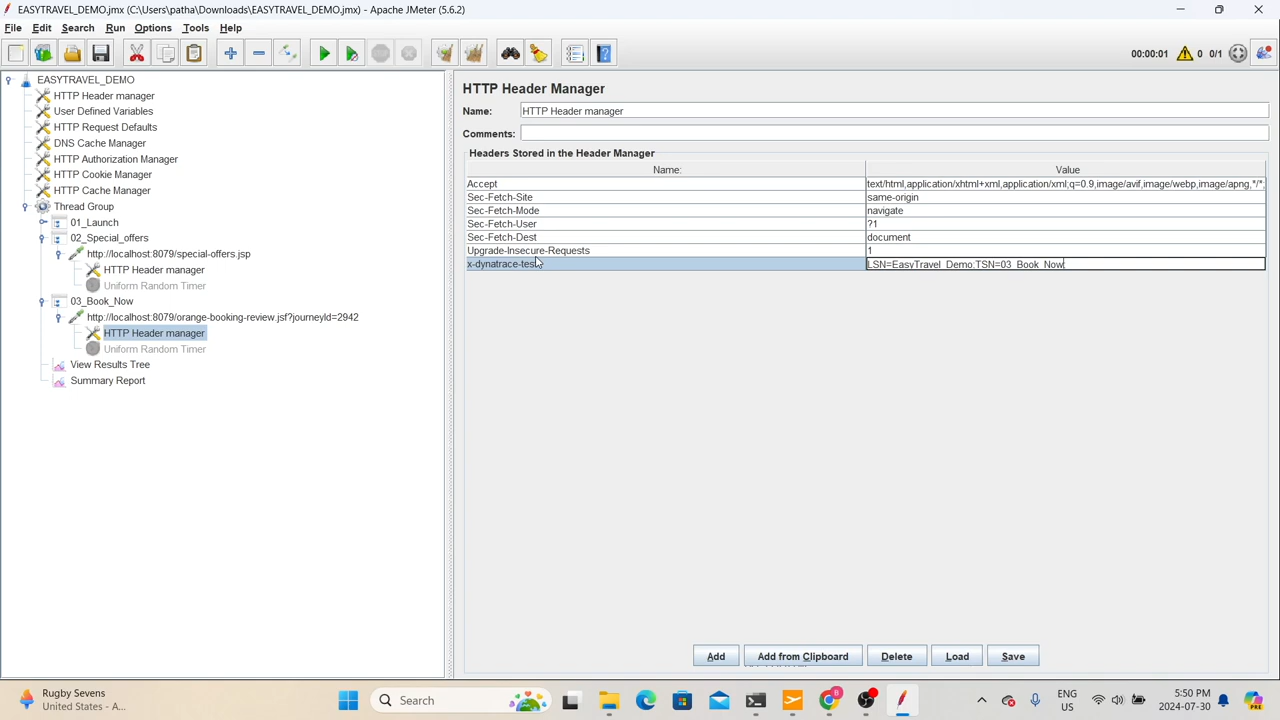 EASYTRAVEL_DEMO.jmx (C:\Users\patha\Downloads\EASYTRAVEL_DEMO.jmx) - Apache JMeter (5.6.2)
File Edit Search Run Options Tools Help
00:00:01 0 0/1
EASYTRAVEL_DEMO
HTTP Header manager
User Defined Variables
HTTP Request Defaults
DNS Cache Manager
HTTP Authorization Manager
HTTP Cookie Manager
HTTP Cache Manager
Thread Group
01_Launch
02_Special_offers
http://localhost:8079/special-offers.jsp
HTTP Header manager
Uniform Random Timer
03_Book_Now
http://localhost:8079/orange-booking-review.jsf?journeyId=2942
HTTP Header manager
Uniform Random Timer
View Results Tree
Summary Report
HTTP Header Manager
Name: HTTP Header manager
Comments:
Headers Stored in the Header Manager
Name: Value
Accept text/html,application/xhtml+xml,application/xml,q=0.9,image/avif,image/webp,image/apng,*/*
Sec-Fetch-Site same-origin
Sec-Fetch-Mode navigate
Sec-Fetch-User ?1
Sec-Fetch-Dest document
Upgrade-Insecure-Requests 1
x-dynatrace-test LSN=EasyTravel_Demo;TSN=03_Book_Now;
Add Add from Clipboard Delete Load Save
Rugby Sevens
United States - A...
Search
ENG
US
5:50 PM
2024-07-30